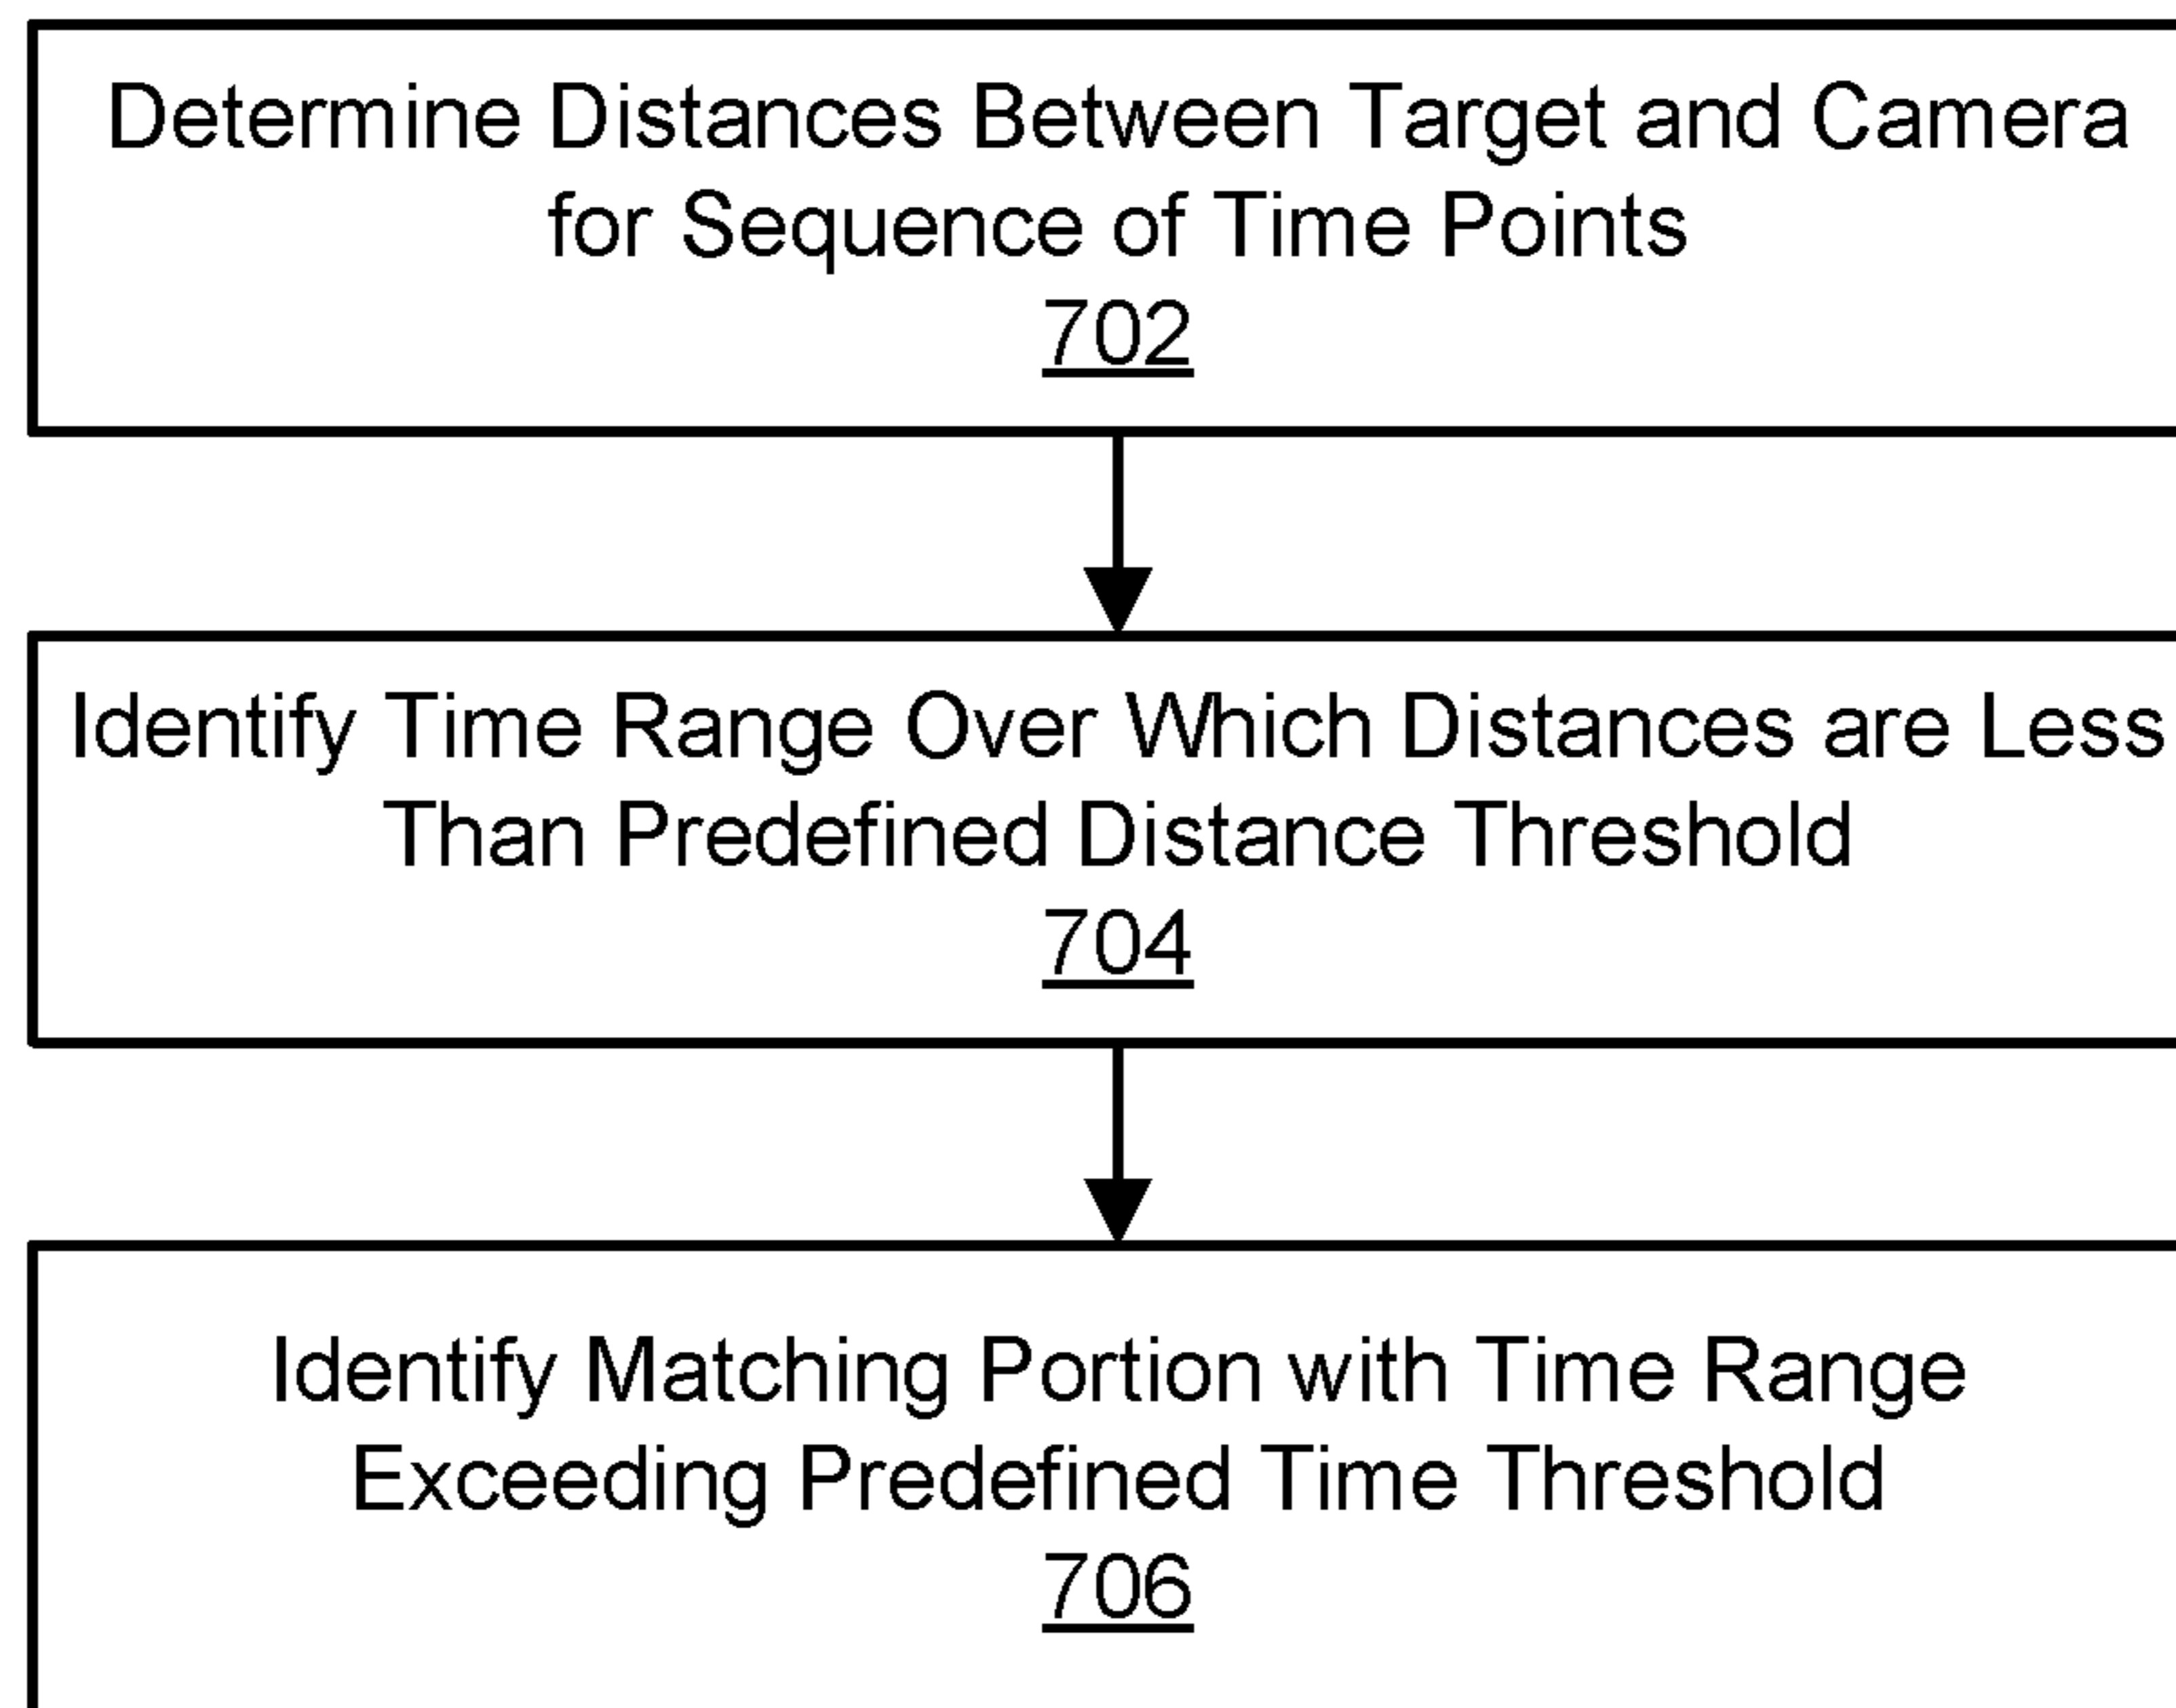 Determine Distances Between Target and Camera
for Sequence of Time Points
702
Identify Time Range Over Which Distances are Less
Than Predefined Distance Threshold
704
Identify Matching Portion with Time Range
Exceeding Predefined Time Threshold
706